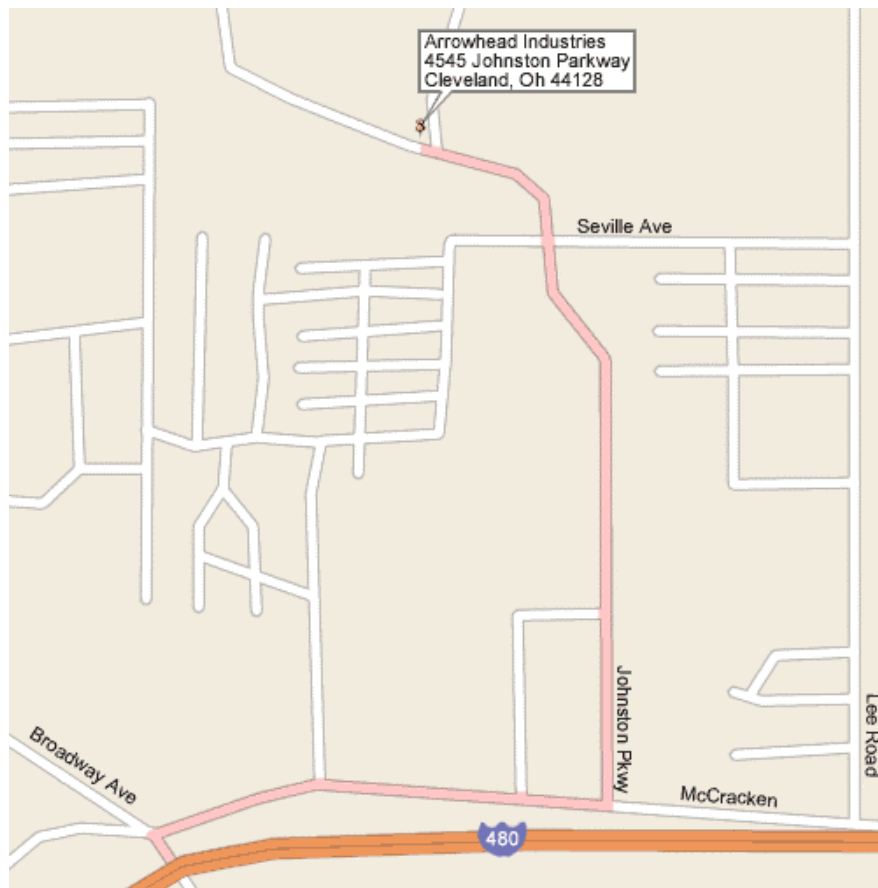 Arrowhead Industries
4545 Johnston Parkway
Cleveland, Oh 44128
Seville Ave
Johnston Pkwy
Lee Road
Broadway Ave
McCracken
480